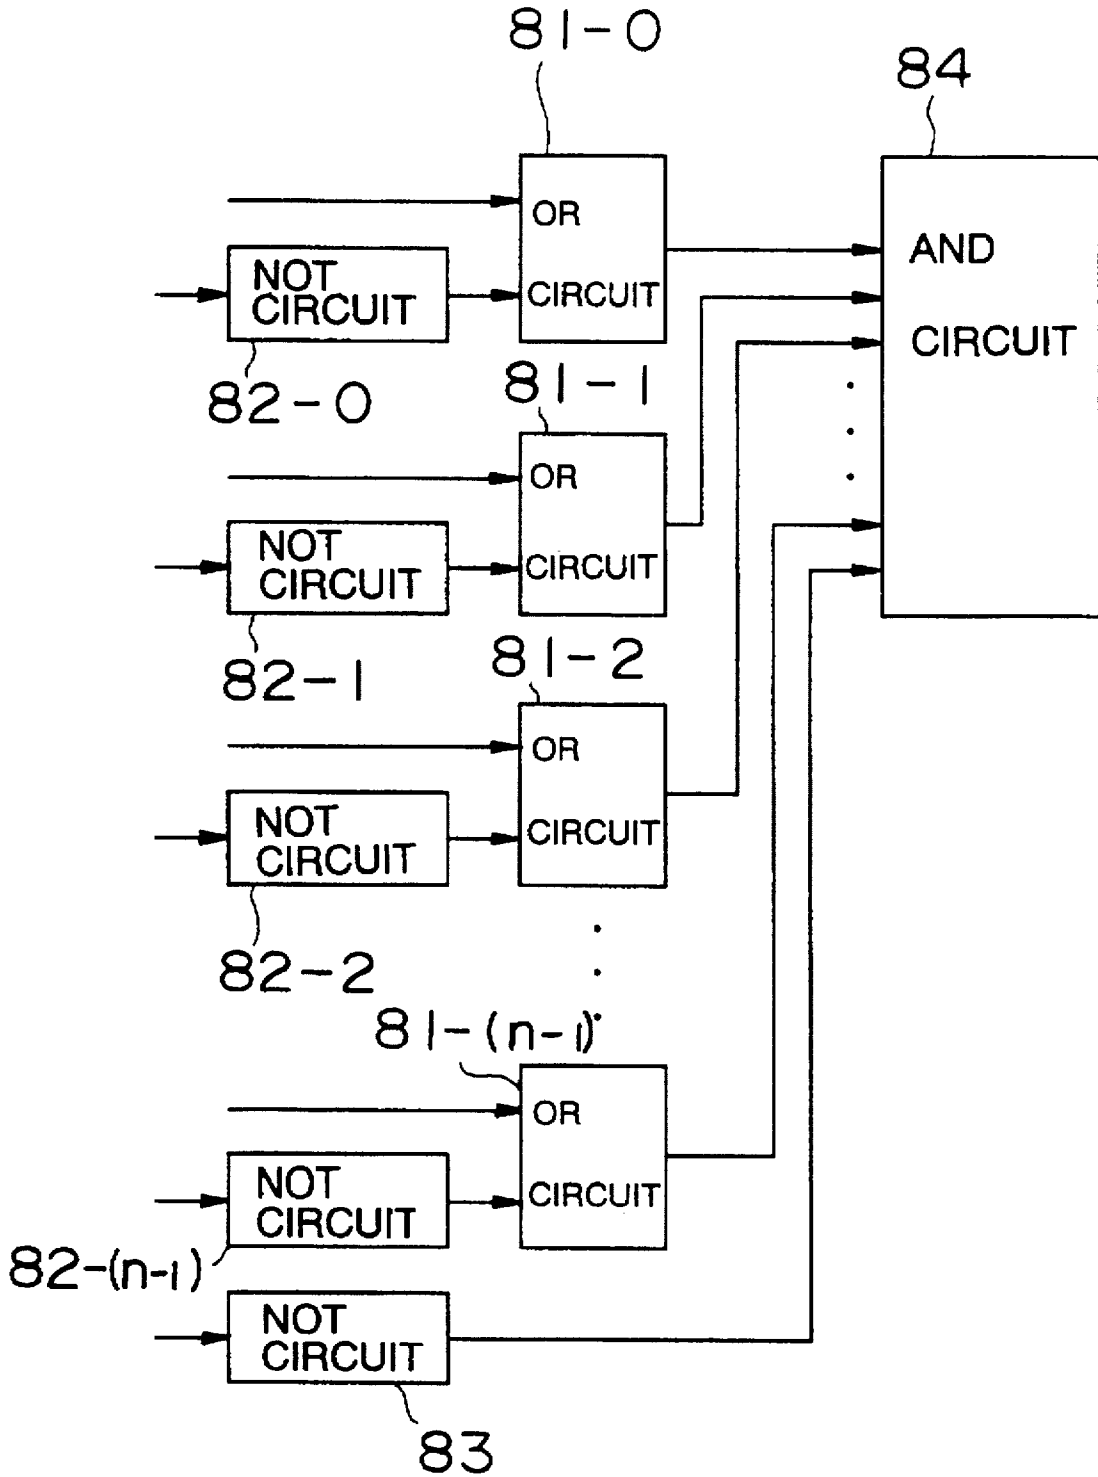 81-0
84
OR
CIRCUIT
AND
CIRCUIT
NOT
CIRCUIT
82-0
81-1
OR
CIRCUIT
NOT
CIRCUIT
82-1
81-2
OR
CIRCUIT
NOT
CIRCUIT
82-2
81-(n-1)
OR
CIRCUIT
NOT
CIRCUIT
82-(n-1)
NOT
CIRCUIT
83